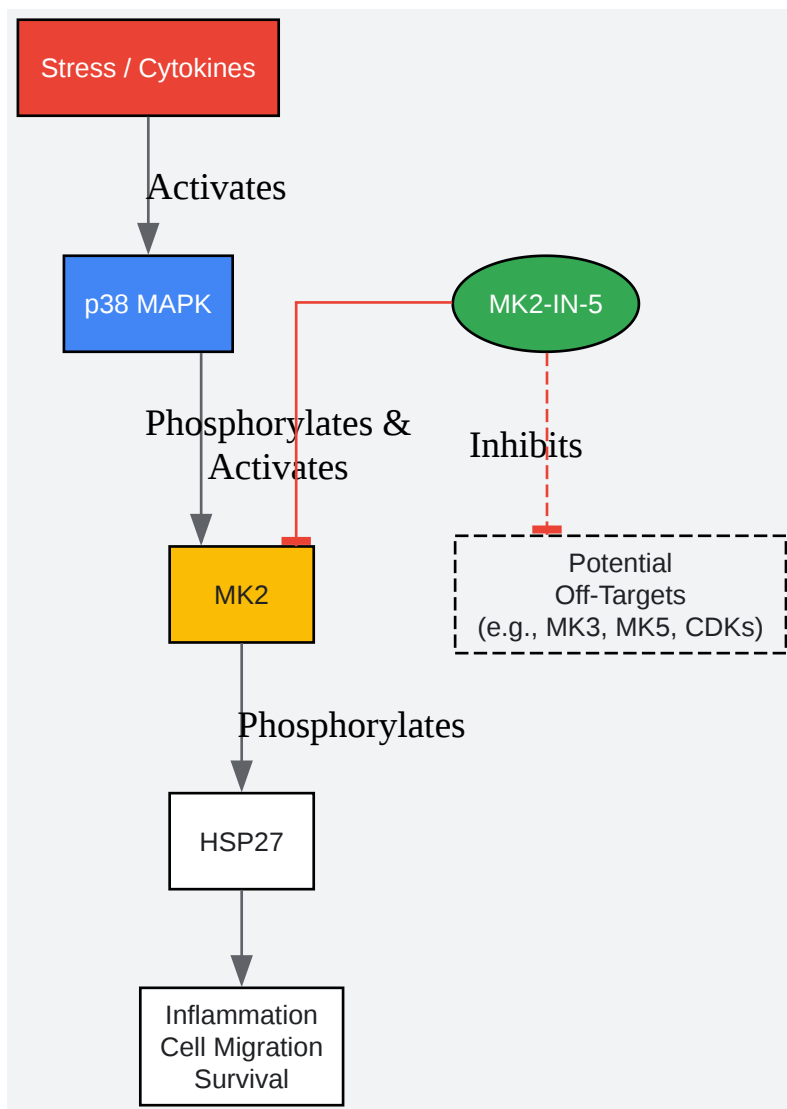 Stress / Cytokines
Activates
p38 MAPK
MK2-IN-5
Phosphorylates &
Activates
Inhibits
MK2
Potential
Off-Targets
(e.g., MK3, MK5, CDKs)
Phosphorylates
HSP27
Inflammation
Cell Migration
Survival